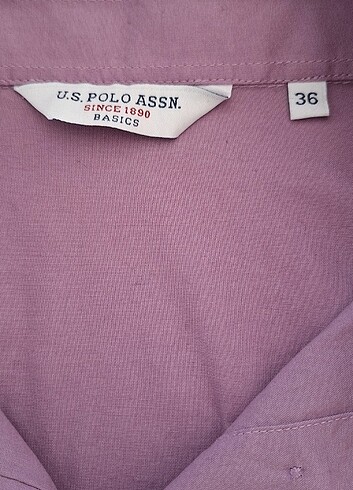 U.S. POLO ASSN.
SINCE 1890
BASICS
36